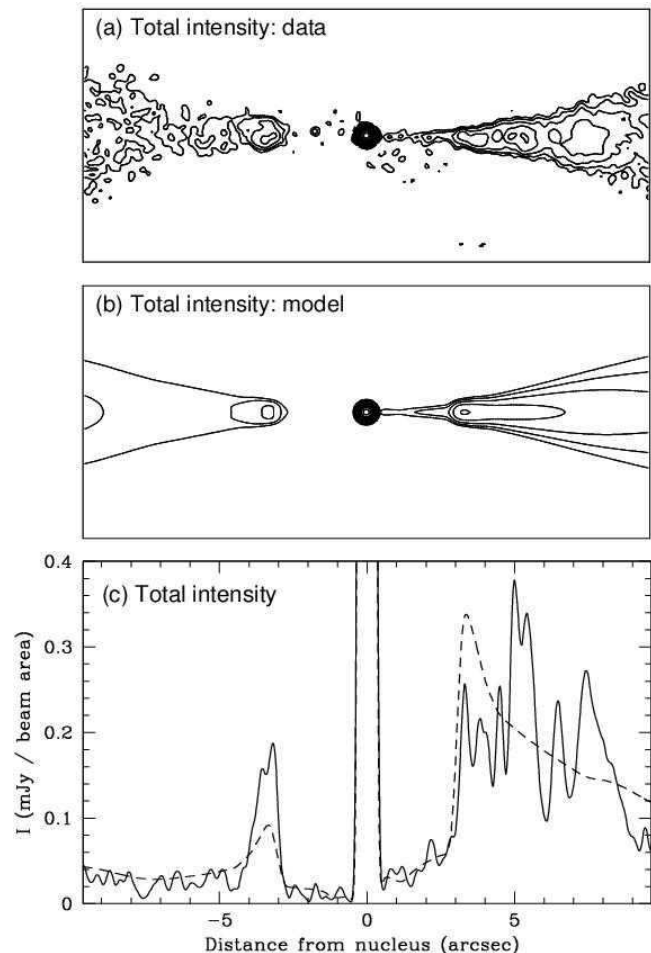 (a) Total intensity: data
(b) Total intensity: model
(c) Total intensity
I (mJy / beam area)
0.4
0.3
0.2
0.1
0
−5
0
5
Distance from nucleus (arcsec)